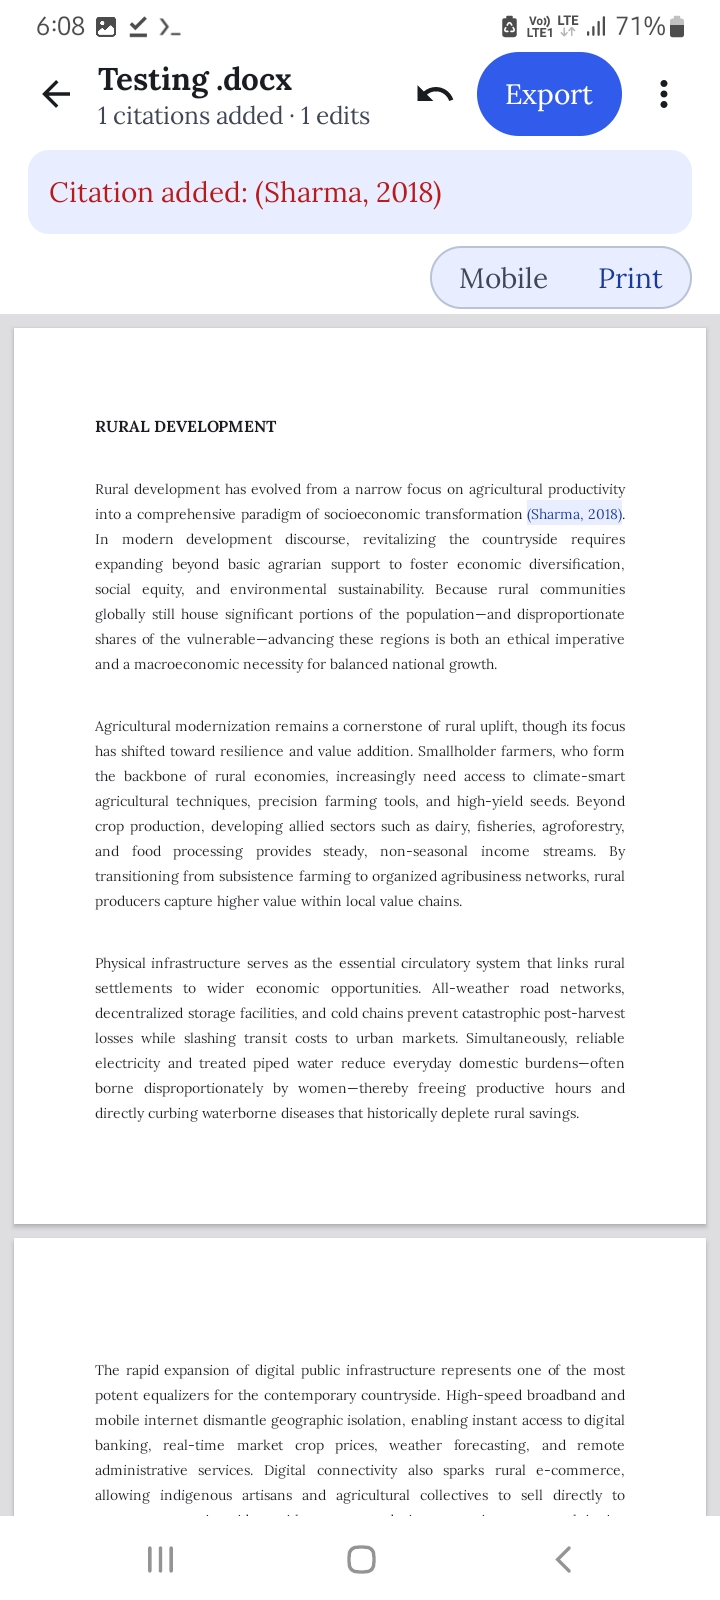 6:08
Vo)) LTE
LTE1
71%
Testing .docx
1 citations added · 1 edits
Export
Citation added: (Sharma, 2018)
Mobile Print
RURAL DEVELOPMENT
Rural development has evolved from a narrow focus on agricultural productivity
into a comprehensive paradigm of socioeconomic transformation (Sharma, 2018).
In modern development discourse, revitalizing the countryside requires
expanding beyond basic agrarian support to foster economic diversification,
social equity, and environmental sustainability. Because rural communities
globally still house significant portions of the population—and disproportionate
shares of the vulnerable—advancing these regions is both an ethical imperative
and a macroeconomic necessity for balanced national growth.
Agricultural modernization remains a cornerstone of rural uplift, though its focus
has shifted toward resilience and value addition. Smallholder farmers, who form
the backbone of rural economies, increasingly need access to climate-smart
agricultural techniques, precision farming tools, and high-yield seeds. Beyond
crop production, developing allied sectors such as dairy, fisheries, agroforestry,
and food processing provides steady, non-seasonal income streams. By
transitioning from subsistence farming to organized agribusiness networks, rural
producers capture higher value within local value chains.
Physical infrastructure serves as the essential circulatory system that links rural
settlements to wider economic opportunities. All-weather road networks,
decentralized storage facilities, and cold chains prevent catastrophic post-harvest
losses while slashing transit costs to urban markets. Simultaneously, reliable
electricity and treated piped water reduce everyday domestic burdens—often
borne disproportionately by women—thereby freeing productive hours and
directly curbing waterborne diseases that historically deplete rural savings.
The rapid expansion of digital public infrastructure represents one of the most
potent equalizers for the contemporary countryside. High-speed broadband and
mobile internet dismantle geographic isolation, enabling instant access to digital
banking, real-time market crop prices, weather forecasting, and remote
administrative services. Digital connectivity also sparks rural e-commerce,
allowing indigenous artisans and agricultural collectives to sell directly to